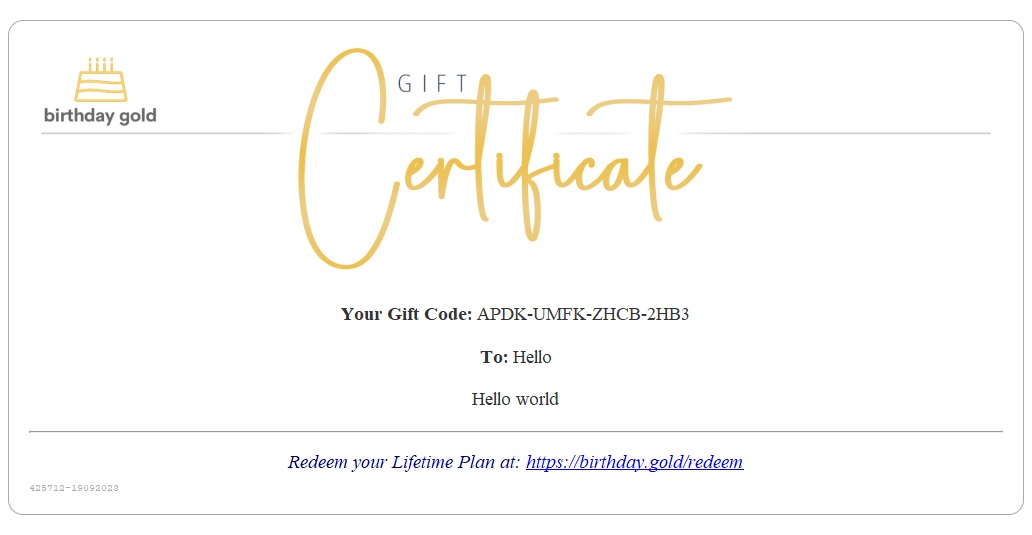 birthday gold
GIFT
Certificate
Your Gift Code: APDK-UMFK-ZHCB-2HB3
To: Hello
Hello world
Redeem your Lifetime Plan at: https://birthday.gold/redeem
425712-19092023